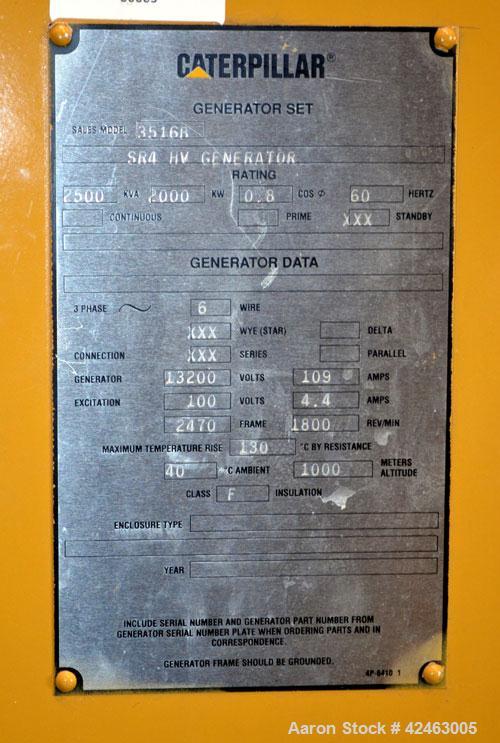 CATERPILLAR®
GENERATOR SET
SALES MODEL 3516B
SR4 HV GENERATOR
RATING
2500 KVA 2000 KW 0.8 COS Φ 60 HERTZ
CONTINUOUS PRIME XXX STANDBY
GENERATOR DATA
3 PHASE 6 WIRE
XXX WYE (STAR) DELTA
CONNECTION XXX SERIES PARALLEL
GENERATOR 13200 VOLTS 109 AMPS
EXCITATION 100 VOLTS 4.4 AMPS
2470 FRAME 1800 REV/MIN
MAXIMUM TEMPERATURE RISE 130 °C BY RESISTANCE
40 °C AMBIENT 1000 METERS ALTITUDE
CLASS F INSULATION
ENCLOSURE TYPE
YEAR
INCLUDE SERIAL NUMBER AND GENERATOR PART NUMBER FROM
GENERATOR SERIAL NUMBER PLATE WHEN ORDERING PARTS AND IN
CORRESPONDENCE.
GENERATOR FRAME SHOULD BE GROUNDED.
4P-8410 1
Aaron Stock # 42463005